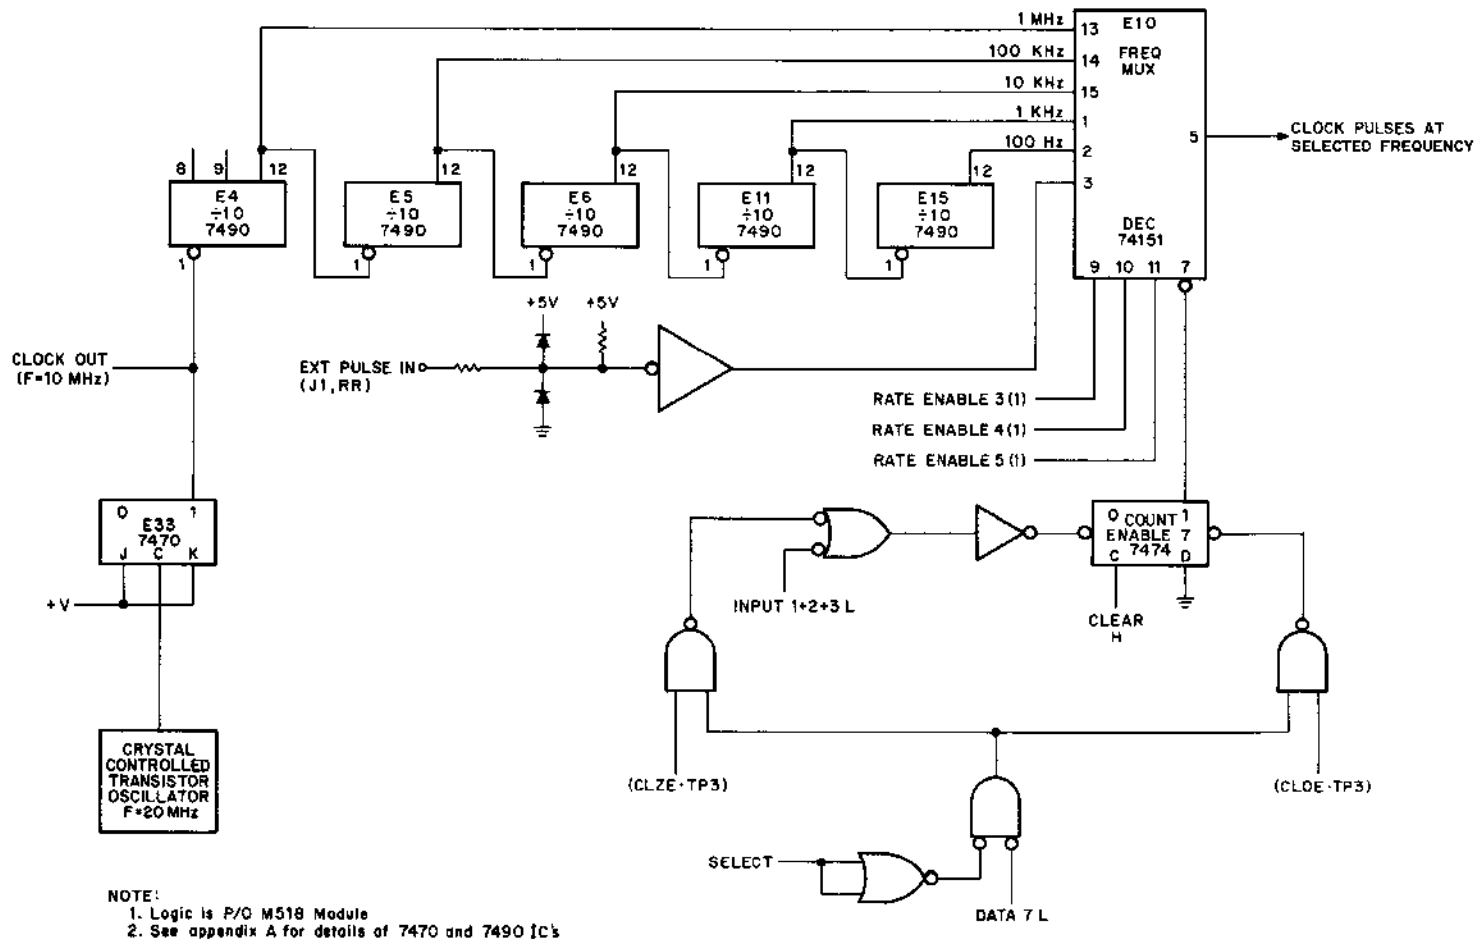 1 MHz
13
E10
100 KHz
14
FREQ
MUX
10 KHz
15
1 KHz
1
5
CLOCK PULSES AT
SELECTED FREQUENCY
100 Hz
2
3
8
9
12
12
12
12
12
E4
÷10
7490
E5
÷10
7490
E6
÷10
7490
E11
÷10
7490
E15
÷10
7490
DEC
74151
1
1
1
1
1
9
10
11
7
+5V
+5V
CLOCK OUT
(F=10 MHz)
EXT PULSE IN
(J1,RR)
RATE ENABLE 3(1)
RATE ENABLE 4(1)
RATE ENABLE 5(1)
0
1
E33
7470
J
C
K
+V
0
COUNT
1
ENABLE
7
7474
C
D
INPUT 1+2+3 L
CLEAR
H
CRYSTAL
CONTROLLED
TRANSISTOR
OSCILLATOR
F=20 MHz
(CLZE·TP3)
(CLOE·TP3)
SELECT
DATA 7 L
NOTE:
1. Logic is P/O M518 Module
2. See appendix A for details of 7470 and 7490 IC's